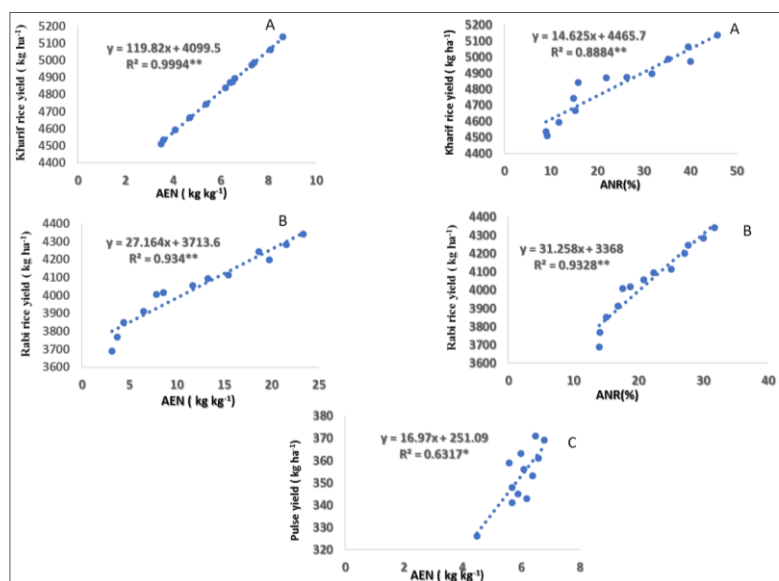 A
y = 119.82x + 4099.5
R² = 0.9994**
Kharif rice yield ( kg ha⁻¹)
5200
5100
5000
4900
4800
4700
4600
4500
4400
0 2 4 6 8 10
AEN ( kg kg⁻¹)
A
y = 14.625x + 4465.7
R² = 0.8884**
Kharif rice yield ( kg ha⁻¹)
5200
5100
5000
4900
4800
4700
4600
4500
4400
0 10 20 30 40 50
ANR(%)
B
y = 27.164x + 3713.6
R² = 0.934**
Rabi rice yield ( kg ha⁻¹)
4400
4300
4200
4100
4000
3900
3800
3700
3600
0 5 10 15 20 25
AEN ( kg kg⁻¹)
B
y = 31.258x + 3368
R² = 0.9328**
Rabi rice yield ( kg ha⁻¹)
4400
4300
4200
4100
4000
3900
3800
3700
3600
0 10 20 30 40
ANR(%)
C
y = 16.97x + 251.09
R² = 0.6317*
Pulse yield ( kg ha⁻¹)
380
370
360
350
340
330
320
0 2 4 6 8
AEN ( kg kg⁻¹)